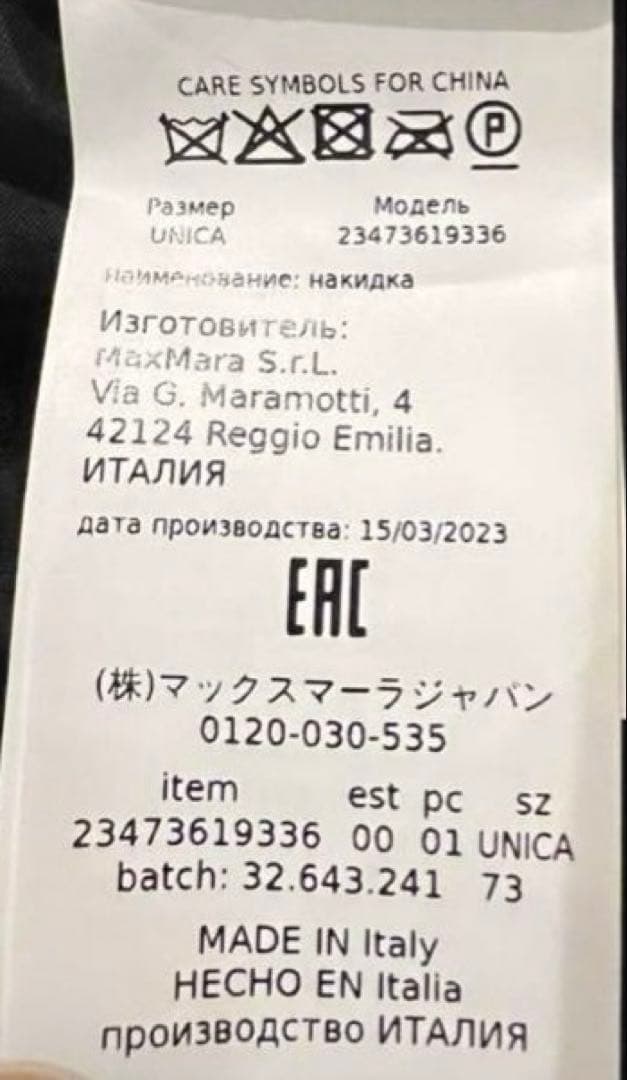 CARE SYMBOLS FOR CHINA
P
Размер Модель
UNICA 23473619336
Наименование: накидка
Изготовитель:
MaxMara S.r.L.
Via G. Maramotti, 4
42124 Reggio Emilia.
ИТАЛИЯ
дата производства: 15/03/2023
EAC
(株)マックスマーラジャパン
0120-030-535
item est pc sz
23473619336 00 01 UNICA
batch: 32.643.241 73
MADE IN Italy
HECHO EN Italia
производство ИТАЛИЯ